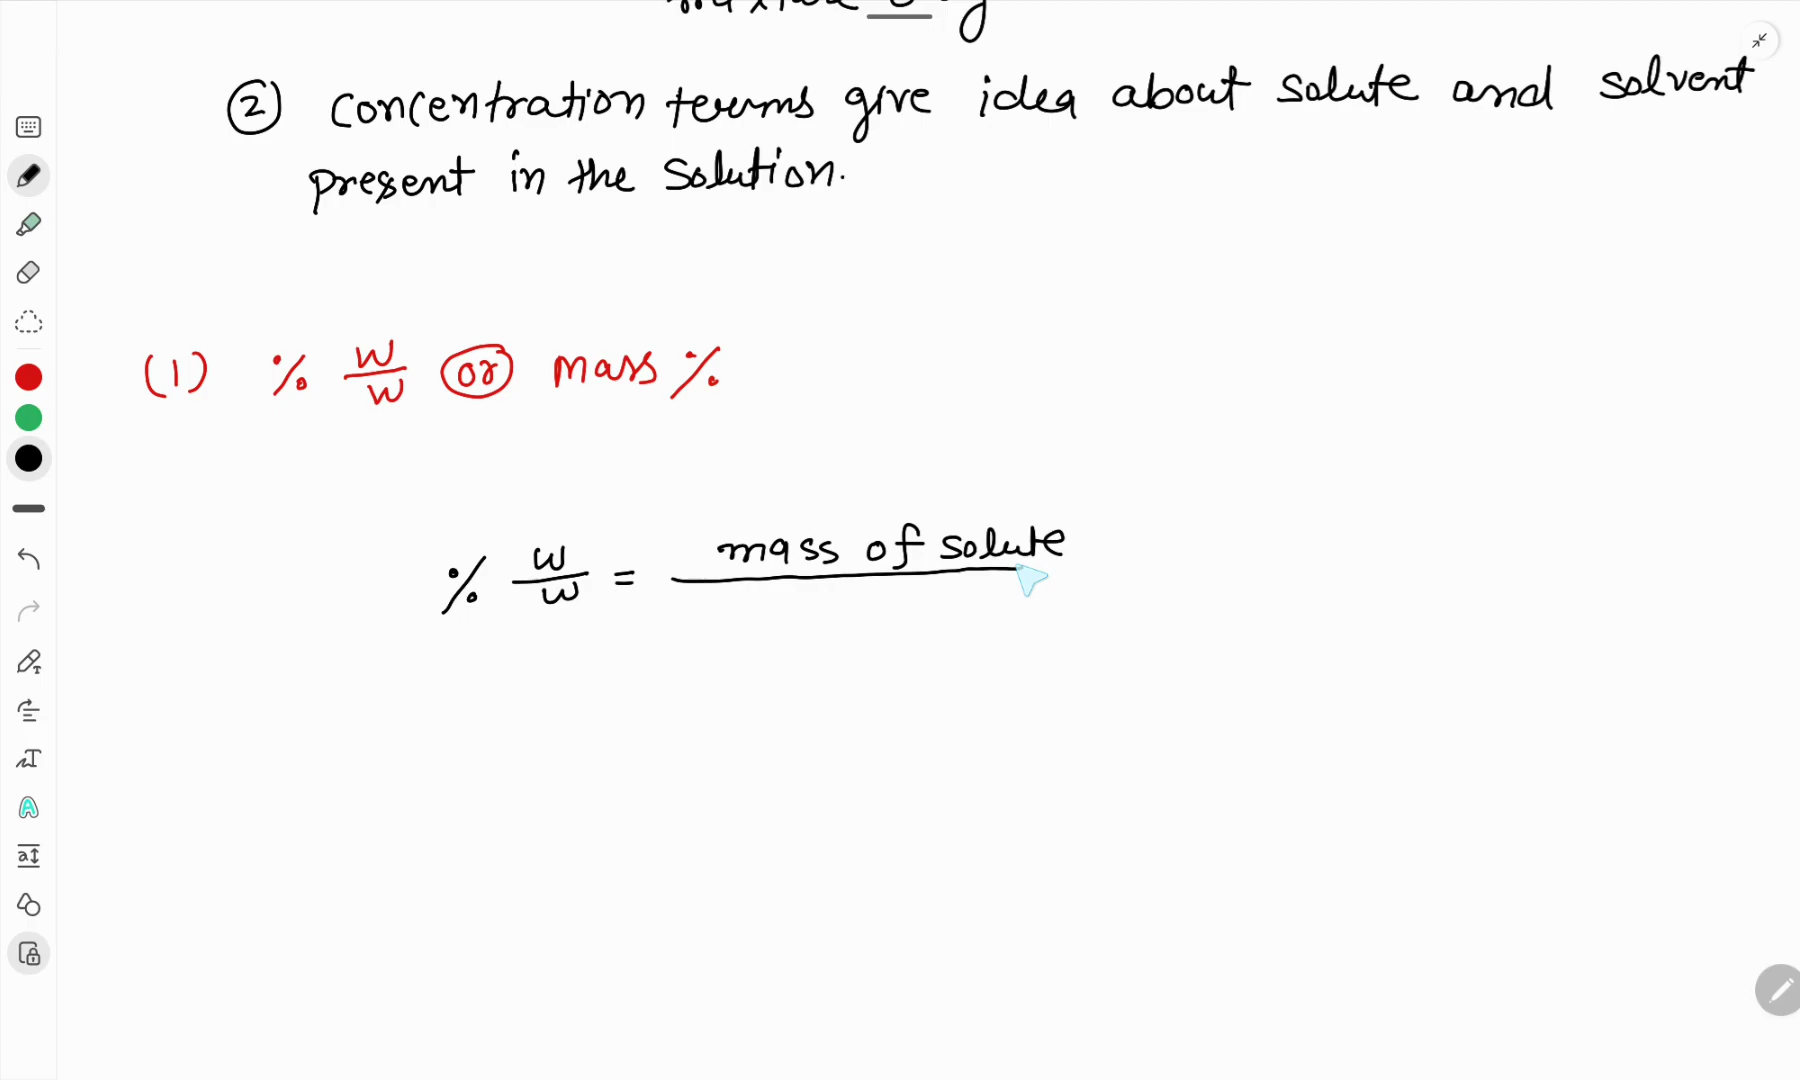 ② Concentration terms give idea about solute and solvent
present in the solution.
(1) % W/W or mass %
% W/W = mass of solute